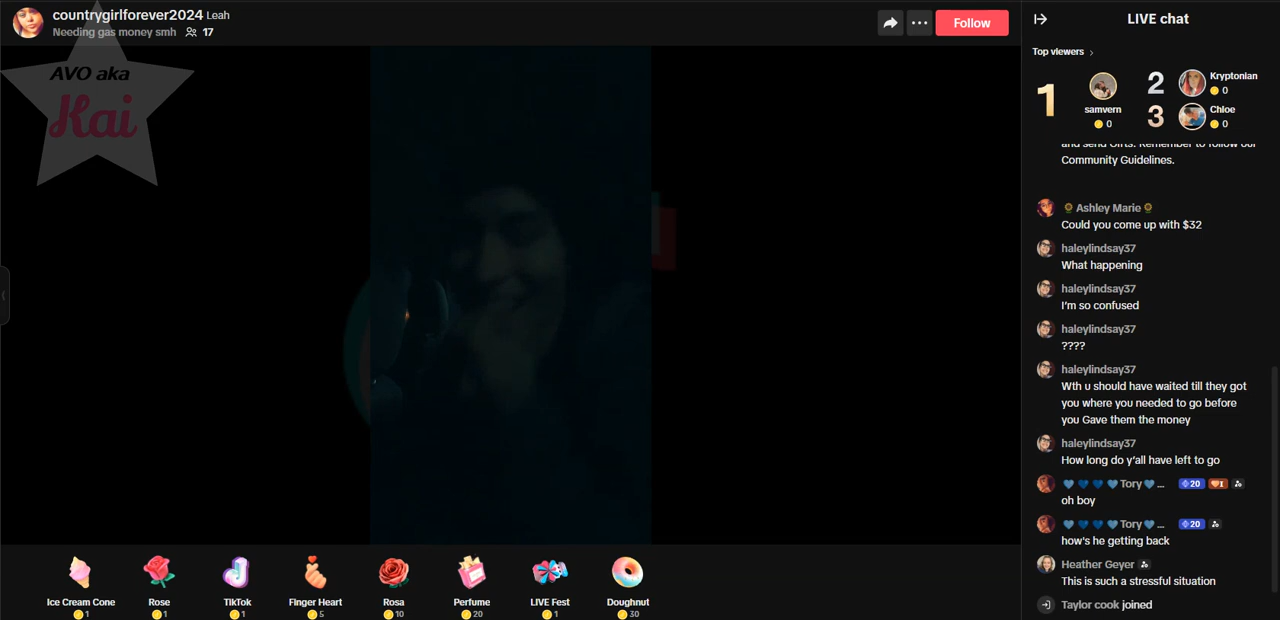 countrygirlforever2024 Leah
Needing gas money smh 17
Follow
AVO aka
Kai
LIVE chat
Top viewers
1
samvern
0
2
Kryptonian
0
3
Chloe
0
and send Gifts. Remember to follow our
Community Guidelines.
🌻 Ashley Marie 🌻
Could you come up with $32
haleylindsay37
What happening
haleylindsay37
I'm so confused
haleylindsay37
????
haleylindsay37
Wth u should have waited till they got
you where you needed to go before
you Gave them the money
haleylindsay37
How long do y'all have left to go
💙 💙 💙 💙 Tory 💙 ... 20 1
oh boy
💙 💙 💙 💙 Tory 💙 ... 20
how's he getting back
Heather Geyer
This is such a stressful situation
Taylor cook joined
Ice Cream Cone
1
Rose
1
TikTok
1
Finger Heart
5
Rosa
10
Perfume
20
LIVE Fest
1
Doughnut
30